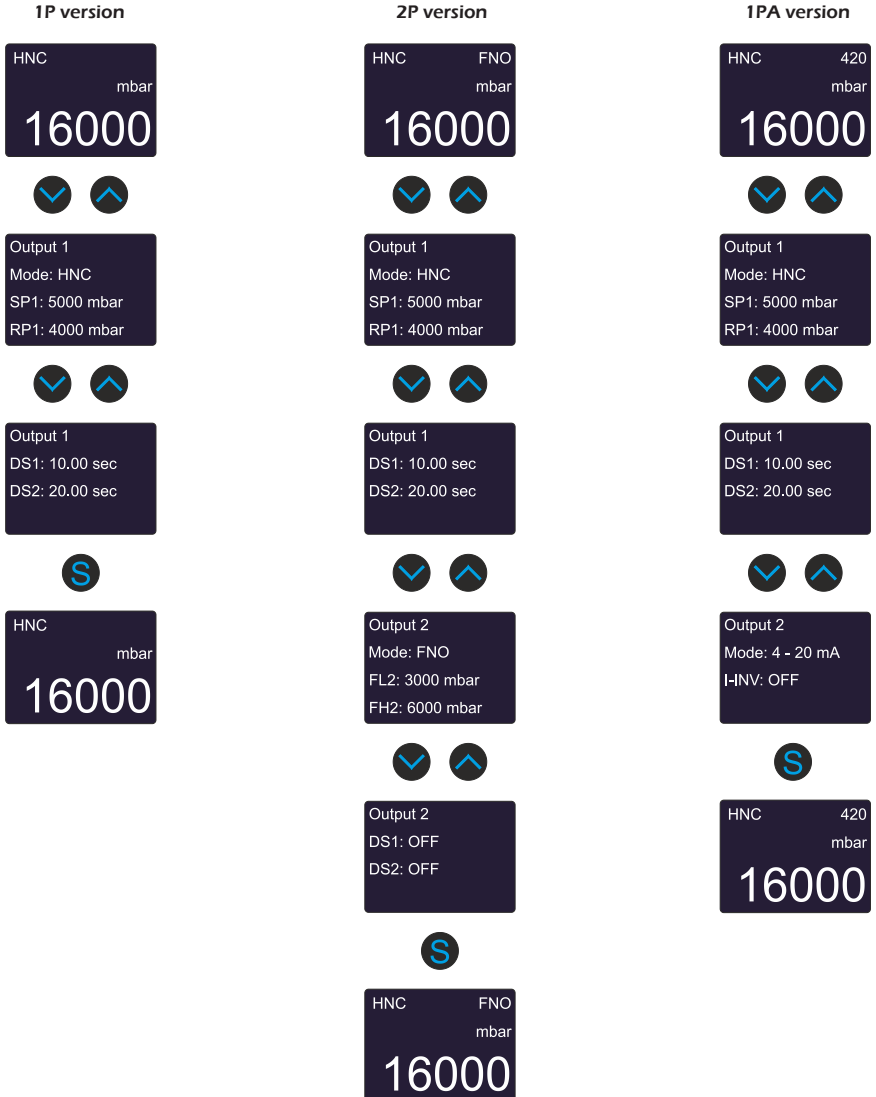 1P version
HNC
mbar
16000
Output 1
Mode: HNC
SP1: 5000 mbar
RP1: 4000 mbar
Output 1
DS1: 10.00 sec
DS2: 20.00 sec
S
HNC
mbar
16000
2P version
HNC FNO
mbar
16000
Output 1
Mode: HNC
SP1: 5000 mbar
RP1: 4000 mbar
Output 1
DS1: 10.00 sec
DS2: 20.00 sec
Output 2
Mode: FNO
FL2: 3000 mbar
FH2: 6000 mbar
Output 2
DS1: OFF
DS2: OFF
S
HNC FNO
mbar
16000
1PA version
HNC 420
mbar
16000
Output 1
Mode: HNC
SP1: 5000 mbar
RP1: 4000 mbar
Output 1
DS1: 10.00 sec
DS2: 20.00 sec
Output 2
Mode: 4 - 20 mA
I-INV: OFF
S
HNC 420
mbar
16000